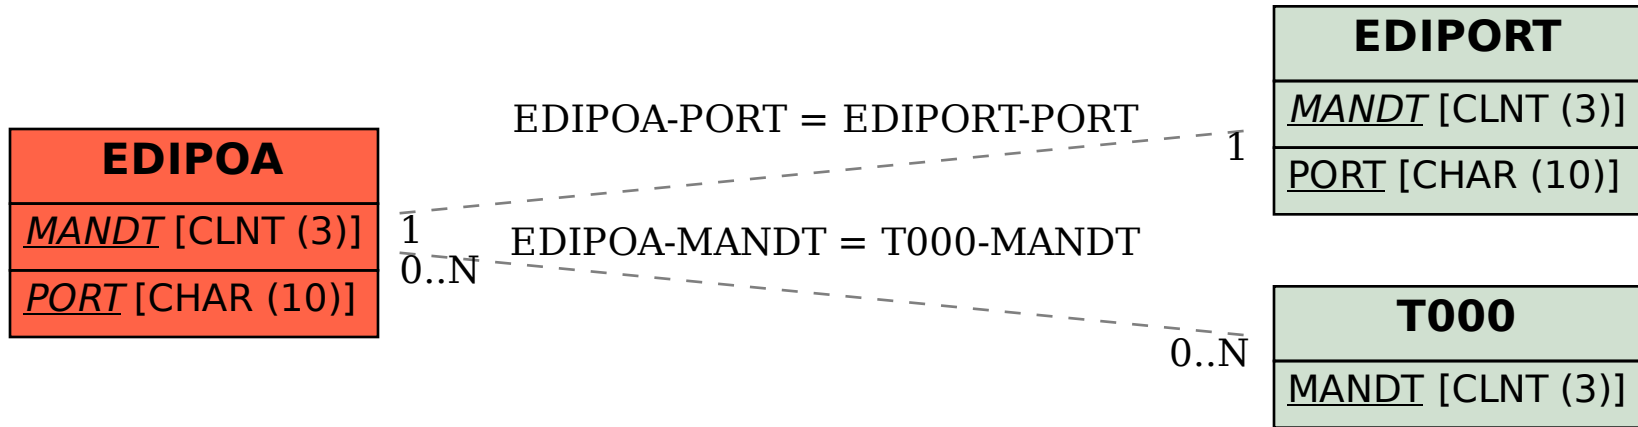 EDIPOA
MANDT [CLNT (3)]
PORT [CHAR (10)]
EDIPOA-PORT = EDIPORT-PORT
1
1
EDIPOA-MANDT = T000-MANDT
0..N
0..N
EDIPORT
MANDT [CLNT (3)]
PORT [CHAR (10)]
T000
MANDT [CLNT (3)]